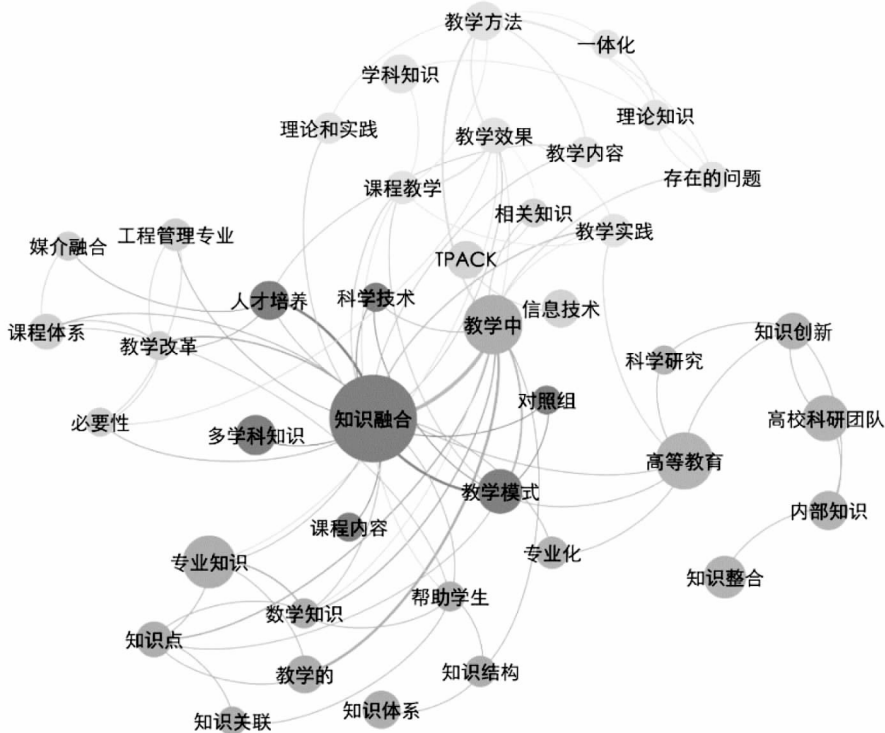 教学方法
一体化
学科知识
理论知识
理论和实践
教学效果
教学内容
存在的问题
课程教学
相关知识
教学实践
工程管理专业
媒介融合
TPACK
人才培养
科学技术
信息技术
教学中
课程体系
教学改革
知识创新
科学研究
对照组
知识融合
必要性
多学科知识
高校科研团队
高等教育
教学模式
内部知识
课程内容
专业化
专业知识
知识整合
帮助学生
数学知识
知识点
教学的
知识结构
知识体系
知识关联